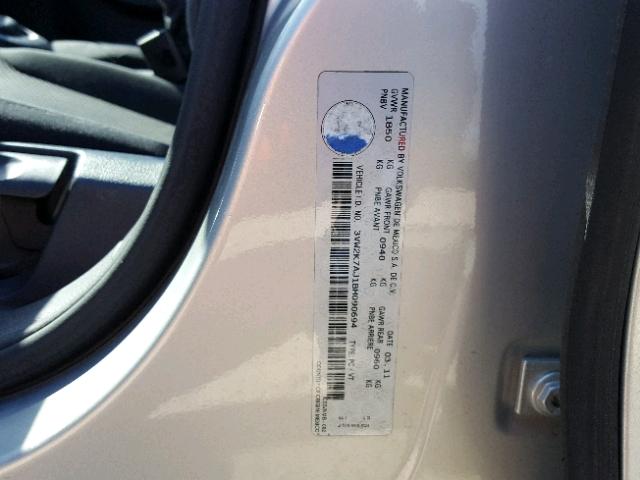 MANUFACTURED BY VOLKSWAGEN DE MEXICO S.A. DE C.V. DATE 03.11
GVWR 1850 KG GAWR FRONT 0940 KG GAWR REAR 0960 KG
PNBV KG PNBE AVANT KG PNBE ARRIERE KG
VEHICLE I.D. NO. 3VW2K7AJ1BM090694 TYPE: PC/VT